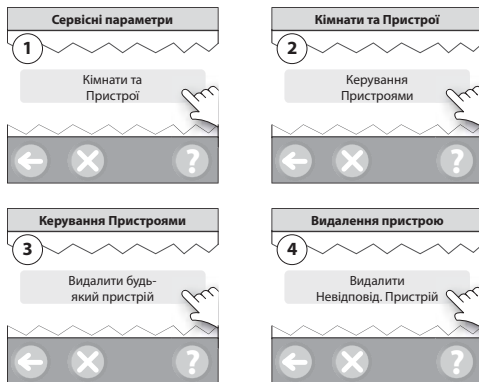 Сервісні параметри
1
Кімнати та
Пристрої
?
Кімнати та Пристрої
2
Керування
Пристроями
?
Керування Пристроями
3
Видалити будь-
який пристрій
?
Видалення пристрою
4
Видалити
Невідповід. Пристрій
?